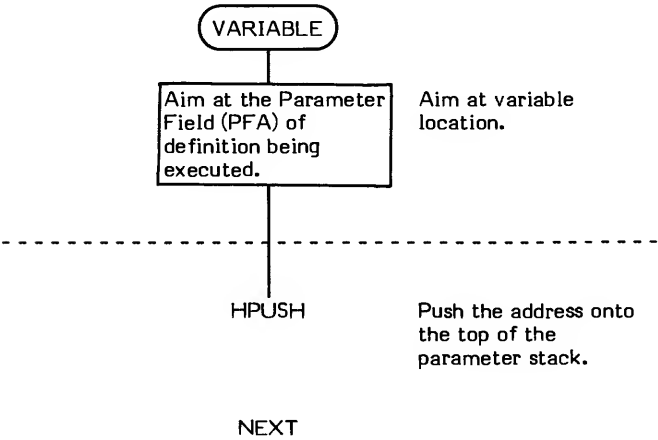 VARIABLE
Aim at the Parameter
Field (PFA) of
definition being
executed.
Aim at variable
location.
HPUSH
Push the address onto
the top of the
parameter stack.
NEXT